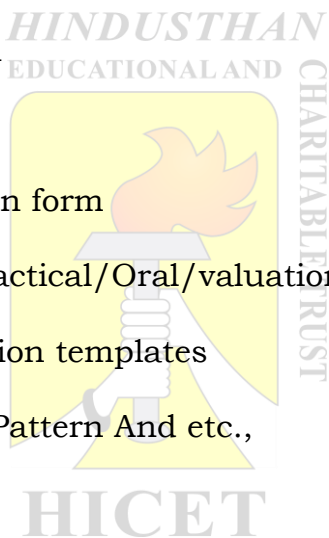 HINDUSTHAN
EDUCATIONAL AND
CHARITABLE TRUST
n form
actical/Oral/valuation
ion templates
Pattern And etc.,
HICET